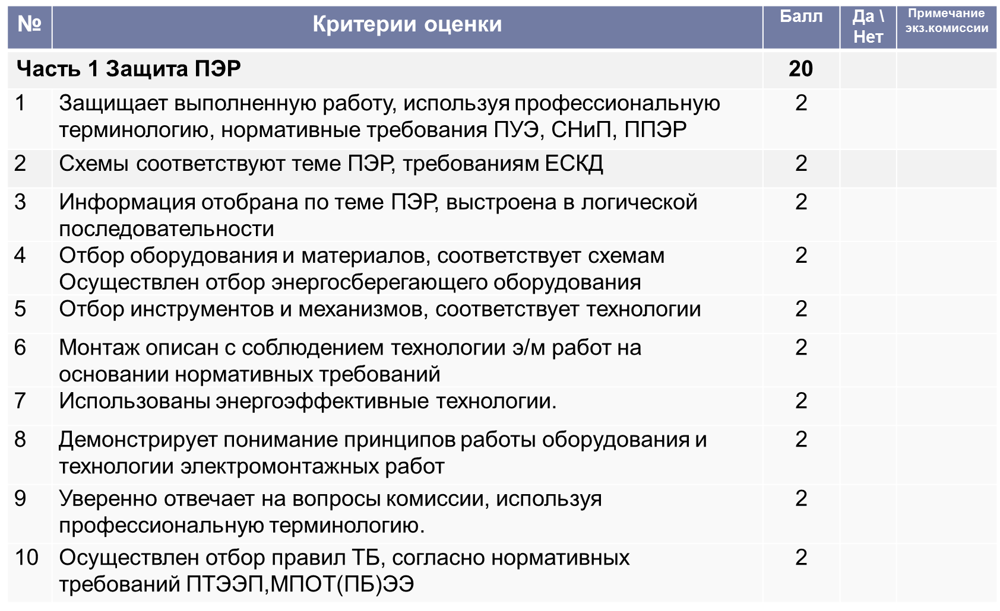 № Критерии оценки Балл Да \ Нет Примечание экз.комиссии
Часть 1 Защита ПЭР 20
1 Защищает выполненную работу, используя профессиональную 2
терминологию, нормативные требования ПУЭ, СНиП, ППЭР
2 Схемы соответствуют теме ПЭР, требованиям ЕСКД 2
3 Информация отобрана по теме ПЭР, выстроена в логической 2
последовательности
4 Отбор оборудования и материалов, соответствует схемам 2
Осуществлен отбор энергосберегающего оборудования
5 Отбор инструментов и механизмов, соответствует технологии 2
6 Монтаж описан с соблюдением технологии э/м работ на 2
основании нормативных требований
7 Использованы энергоэффективные технологии. 2
8 Демонстрирует понимание принципов работы оборудования и 2
технологии электромонтажных работ
9 Уверенно отвечает на вопросы комиссии, используя 2
профессиональную терминологию.
10 Осуществлен отбор правил ТБ, согласно нормативных 2
требований ПТЭЭП,МПОТ(ПБ)ЭЭ